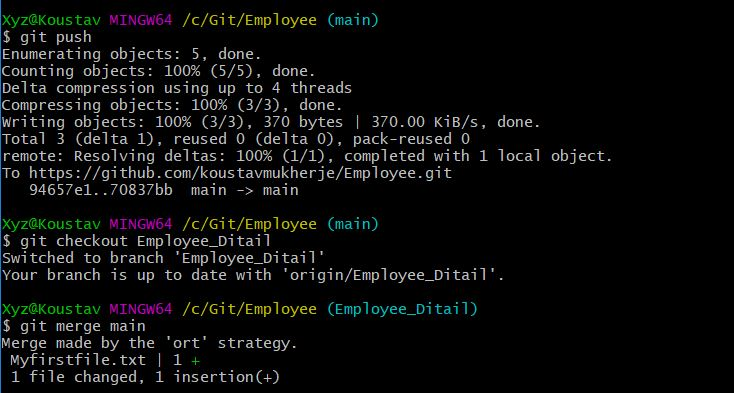 Xyz@Koustav MINGW64 /c/Git/Employee (main)
$ git push
Enumerating objects: 5, done.
Counting objects: 100% (5/5), done.
Delta compression using up to 4 threads
Compressing objects: 100% (3/3), done.
Writing objects: 100% (3/3), 370 bytes | 370.00 KiB/s, done.
Total 3 (delta 1), reused 0 (delta 0), pack-reused 0
remote: Resolving deltas: 100% (1/1), completed with 1 local object.
To https://github.com/koustavmukherje/Employee.git
   94657e1..70837bb  main -> main
Xyz@Koustav MINGW64 /c/Git/Employee (main)
$ git checkout Employee_Ditail
Switched to branch 'Employee_Ditail'
Your branch is up to date with 'origin/Employee_Ditail'.
Xyz@Koustav MINGW64 /c/Git/Employee (Employee_Ditail)
$ git merge main
Merge made by the 'ort' strategy.
 Myfirstfile.txt | 1 +
 1 file changed, 1 insertion(+)